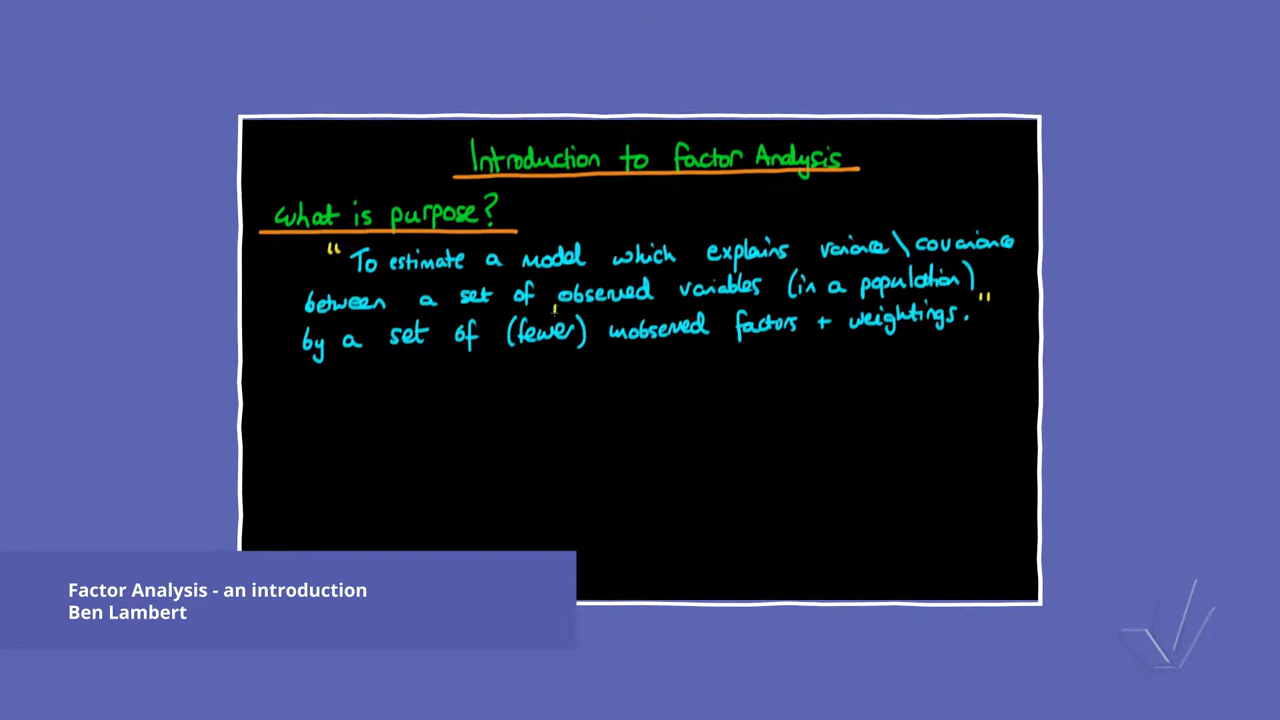 Introduction to Factor Analysis
What is purpose?
" To estimate a model which explains variance \ covariance
between a set of observed variables (in a population)
by a set of (fewer) unobserved factors + weightings. "
Factor Analysis - an introduction
Ben Lambert